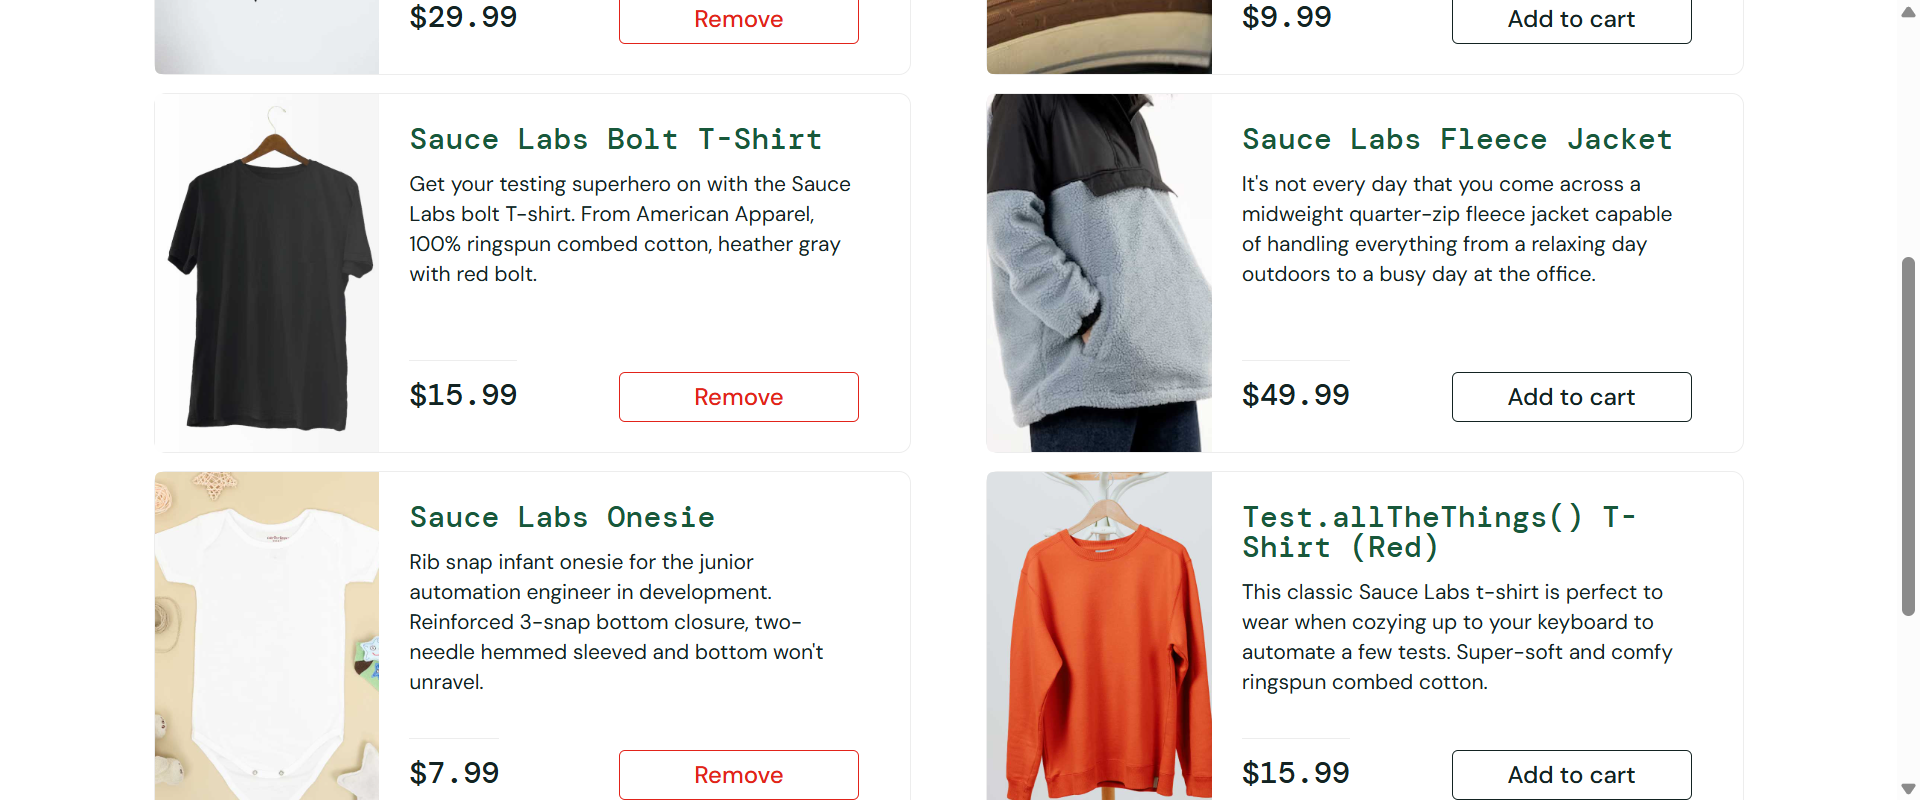 $29.99
Remove
$9.99
Add to cart
Sauce Labs Bolt T-Shirt
Get your testing superhero on with the Sauce
Labs bolt T-shirt. From American Apparel,
100% ringspun combed cotton, heather gray
with red bolt.
$15.99
Remove
Sauce Labs Fleece Jacket
It's not every day that you come across a
midweight quarter-zip fleece jacket capable
of handling everything from a relaxing day
outdoors to a busy day at the office.
$49.99
Add to cart
Sauce Labs Onesie
Rib snap infant onesie for the junior
automation engineer in development.
Reinforced 3-snap bottom closure, two-
needle hemmed sleeved and bottom won't
unravel.
$7.99
Remove
Test.allTheThings() T-
Shirt (Red)
This classic Sauce Labs t-shirt is perfect to
wear when cozying up to your keyboard to
automate a few tests. Super-soft and comfy
ringspun combed cotton.
$15.99
Add to cart